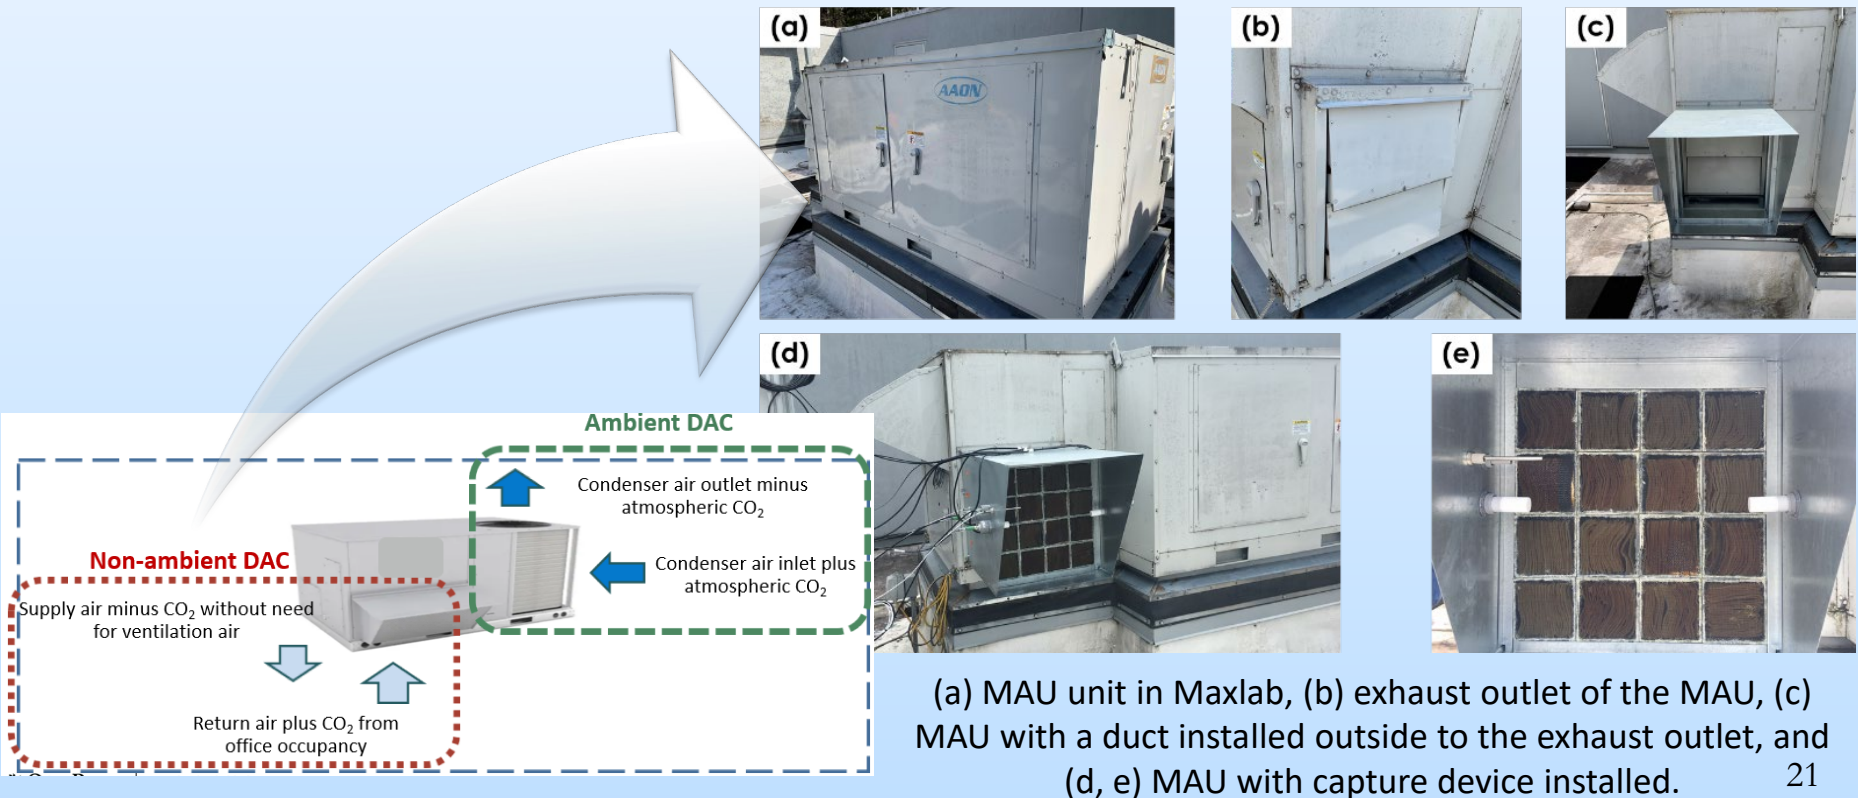 (a)
AAON
(b)
(c)
(d)
(e)
Ambient DAC
Condenser air outlet minus
atmospheric CO₂
Condenser air inlet plus
atmospheric CO₂
Non-ambient DAC
Supply air minus CO₂ without need
for ventilation air
Return air plus CO₂ from
office occupancy
(a) MAU unit in Maxlab, (b) exhaust outlet of the MAU, (c)
MAU with a duct installed outside to the exhaust outlet, and
(d, e) MAU with capture device installed.
21